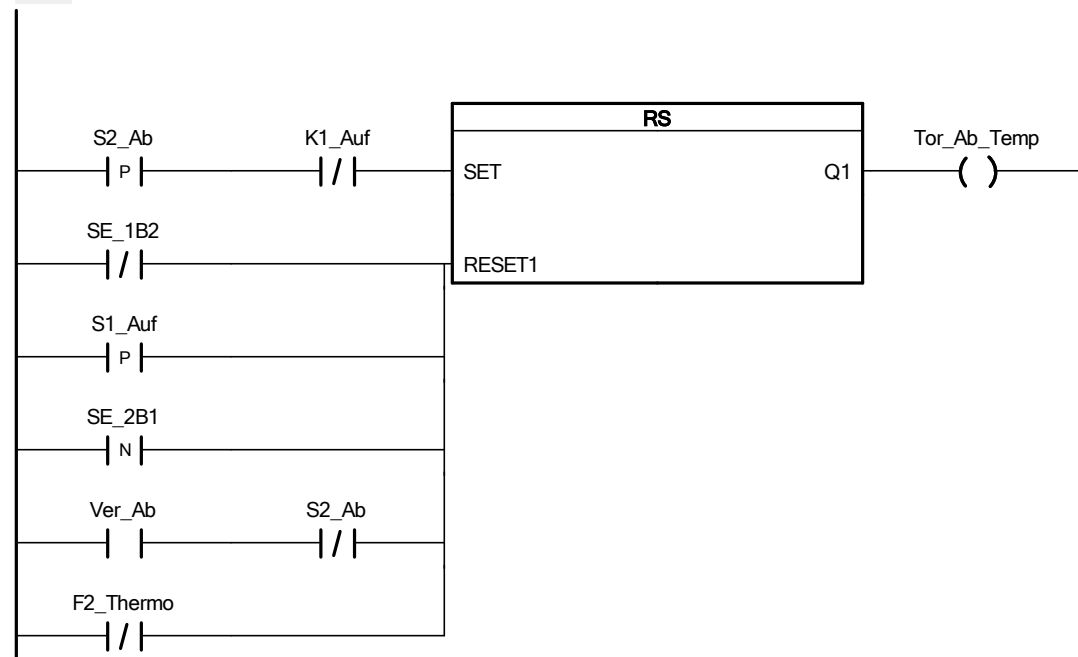 RS
S2_Ab K1_Auf Tor_Ab_Temp
P SET Q1
SE_1B2
RESET1
S1_Auf
P
SE_2B1
N
Ver_Ab S2_Ab
F2_Thermo